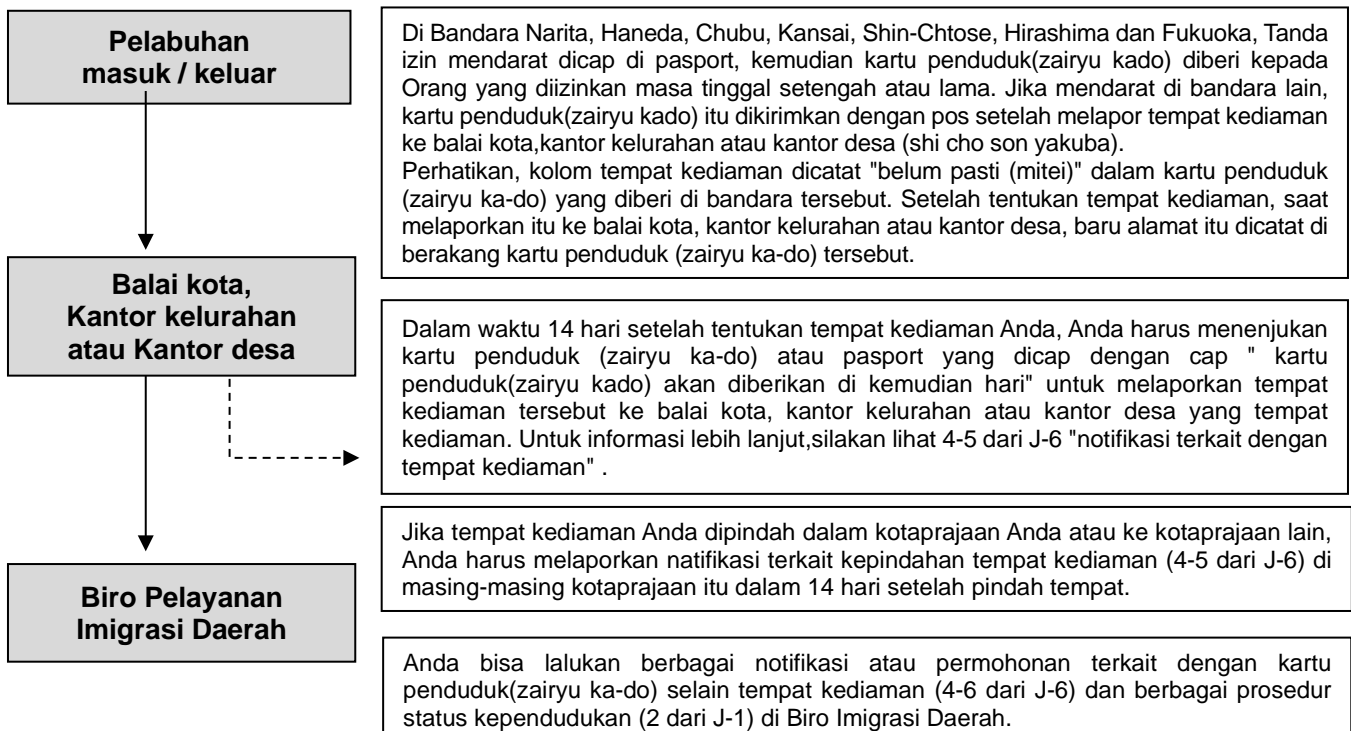 Pelabuhan
masuk / keluar
Di Bandara Narita, Haneda, Chubu, Kansai, Shin-Chtose, Hirashima dan Fukuoka, Tanda
izin mendarat dicap di pasport, kemudian kartu penduduk(zairyu kado) diberi kepada
Orang yang diizinkan masa tinggal setengah atau lama. Jika mendarat di bandara lain,
kartu penduduk(zairyu kado) itu dikirimkan dengan pos setelah melapor tempat kediaman
ke balai kota,kantor kelurahan atau kantor desa (shi cho son yakuba).
Perhatikan, kolom tempat kediaman dicatat "belum pasti (mitei)" dalam kartu penduduk
(zairyu ka-do) yang diberi di bandara tersebut. Setelah tentukan tempat kediaman, saat
melaporkan itu ke balai kota, kantor kelurahan atau kantor desa, baru alamat itu dicatat di
berakang kartu penduduk (zairyu ka-do) tersebut.
Balai kota,
Kantor kelurahan
atau Kantor desa
Dalam waktu 14 hari setelah tentukan tempat kediaman Anda, Anda harus menenjukan
kartu penduduk (zairyu ka-do) atau pasport yang dicap dengan cap " kartu
penduduk(zairyu kado) akan diberikan di kemudian hari" untuk melaporkan tempat
kediaman tersebut ke balai kota, kantor kelurahan atau kantor desa yang tempat
kediaman. Untuk informasi lebih lanjut,silakan lihat 4-5 dari J-6 "notifikasi terkait dengan
tempat kediaman" .
Jika tempat kediaman Anda dipindah dalam kotaprajaan Anda atau ke kotaprajaan lain,
Anda harus melaporkan natifikasi terkait kepindahan tempat kediaman (4-5 dari J-6) di
masing-masing kotaprajaan itu dalam 14 hari setelah pindah tempat.
Biro Pelayanan
Imigrasi Daerah
Anda bisa lalukan berbagai notifikasi atau permohonan terkait dengan kartu
penduduk(zairyu ka-do) selain tempat kediaman (4-6 dari J-6) dan berbagai prosedur
status kependudukan (2 dari J-1) di Biro Imigrasi Daerah.